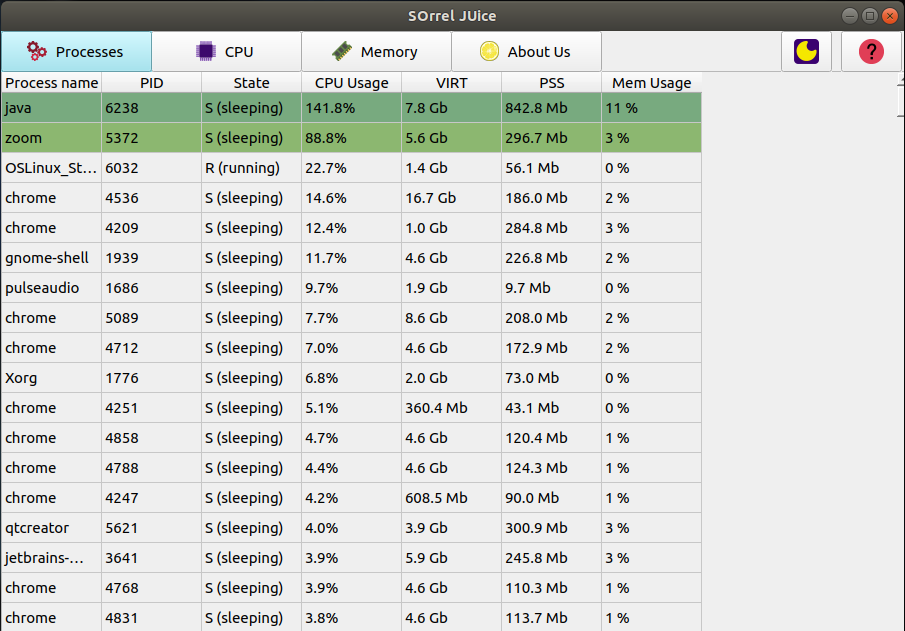 SOrrel JUice
Processes CPU Memory About Us ?
Process name PID State CPU Usage VIRT PSS Mem Usage
java 6238 S (sleeping) 141.8% 7.8 Gb 842.8 Mb 11 %
zoom 5372 S (sleeping) 88.8% 5.6 Gb 296.7 Mb 3 %
OSLinux_St... 6032 R (running) 22.7% 1.4 Gb 56.1 Mb 0 %
chrome 4536 S (sleeping) 14.6% 16.7 Gb 186.0 Mb 2 %
chrome 4209 S (sleeping) 12.4% 1.0 Gb 284.8 Mb 3 %
gnome-shell 1939 S (sleeping) 11.7% 4.6 Gb 226.8 Mb 2 %
pulseaudio 1686 S (sleeping) 9.7% 1.9 Gb 9.7 Mb 0 %
chrome 5089 S (sleeping) 7.7% 8.6 Gb 208.0 Mb 2 %
chrome 4712 S (sleeping) 7.0% 4.6 Gb 172.9 Mb 2 %
Xorg 1776 S (sleeping) 6.8% 2.0 Gb 73.0 Mb 0 %
chrome 4251 S (sleeping) 5.1% 360.4 Mb 43.1 Mb 0 %
chrome 4858 S (sleeping) 4.7% 4.6 Gb 120.4 Mb 1 %
chrome 4788 S (sleeping) 4.4% 4.6 Gb 124.3 Mb 1 %
chrome 4247 S (sleeping) 4.2% 608.5 Mb 90.0 Mb 1 %
qtcreator 5621 S (sleeping) 4.0% 3.9 Gb 300.9 Mb 3 %
jetbrains-... 3641 S (sleeping) 3.9% 5.9 Gb 245.8 Mb 3 %
chrome 4768 S (sleeping) 3.9% 4.6 Gb 110.3 Mb 1 %
chrome 4831 S (sleeping) 3.8% 4.6 Gb 113.7 Mb 1 %